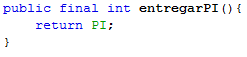 public final int entregarPI(){
    return PI;
}